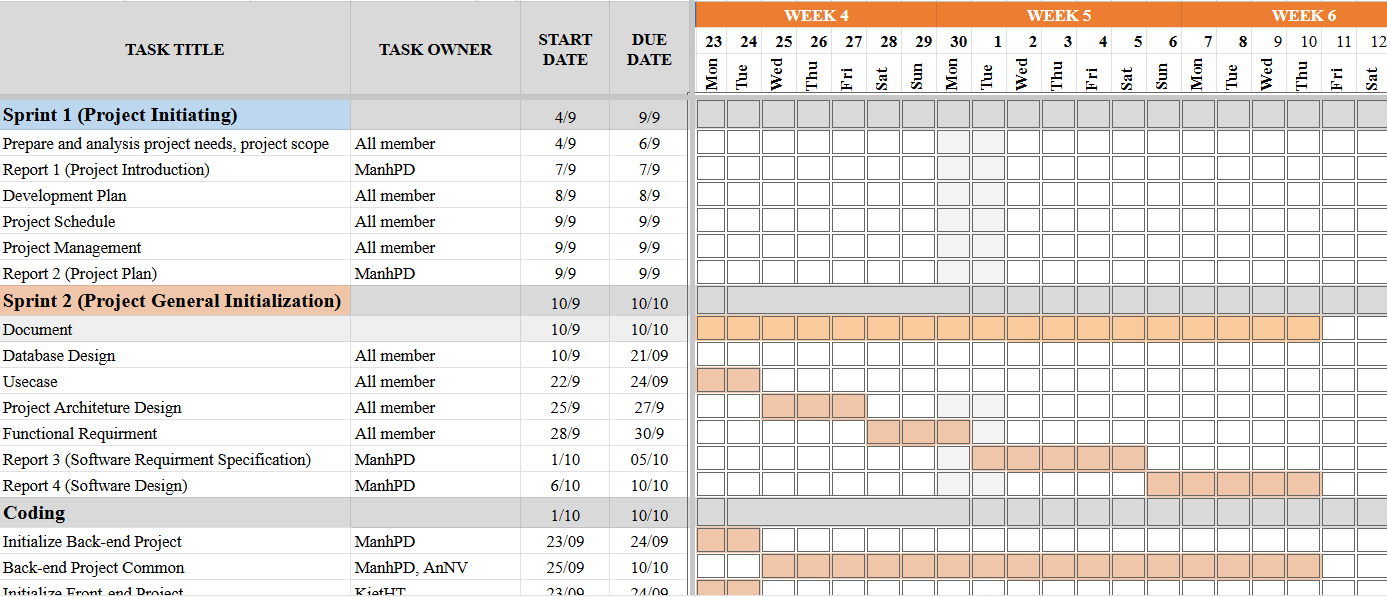 WEEK 4 WEEK 5 WEEK 6
TASK TITLE TASK OWNER START DATE DUE DATE 23 24 25 26 27 28 29 30 1 2 3 4 5 6 7 8 9 10 11 12
Mon Tue Wed Thu Fri Sat Sun Mon Tue Wed Thu Fri Sat Sun Mon Tue Wed Thu Fri Sat
Sprint 1 (Project Initiating) 4/9 9/9
Prepare and analysis project needs, project scope All member 4/9 6/9
Report 1 (Project Introduction) ManhPD 7/9 7/9
Development Plan All member 8/9 8/9
Project Schedule All member 9/9 9/9
Project Management All member 9/9 9/9
Report 2 (Project Plan) ManhPD 9/9 9/9
Sprint 2 (Project General Initialization) 10/9 10/10
Document 10/9 10/10
Database Design All member 10/9 21/09
Usecase All member 22/9 24/09
Project Architeture Design All member 25/9 27/9
Functional Requirment All member 28/9 30/9
Report 3 (Software Requirment Specification) ManhPD 1/10 05/10
Report 4 (Software Design) ManhPD 6/10 10/10
Coding 1/10 10/10
Initialize Back-end Project ManhPD 23/09 24/09
Back-end Project Common ManhPD, AnNV 25/09 10/10
Initialize Front-end Project KietHT 23/09 24/09